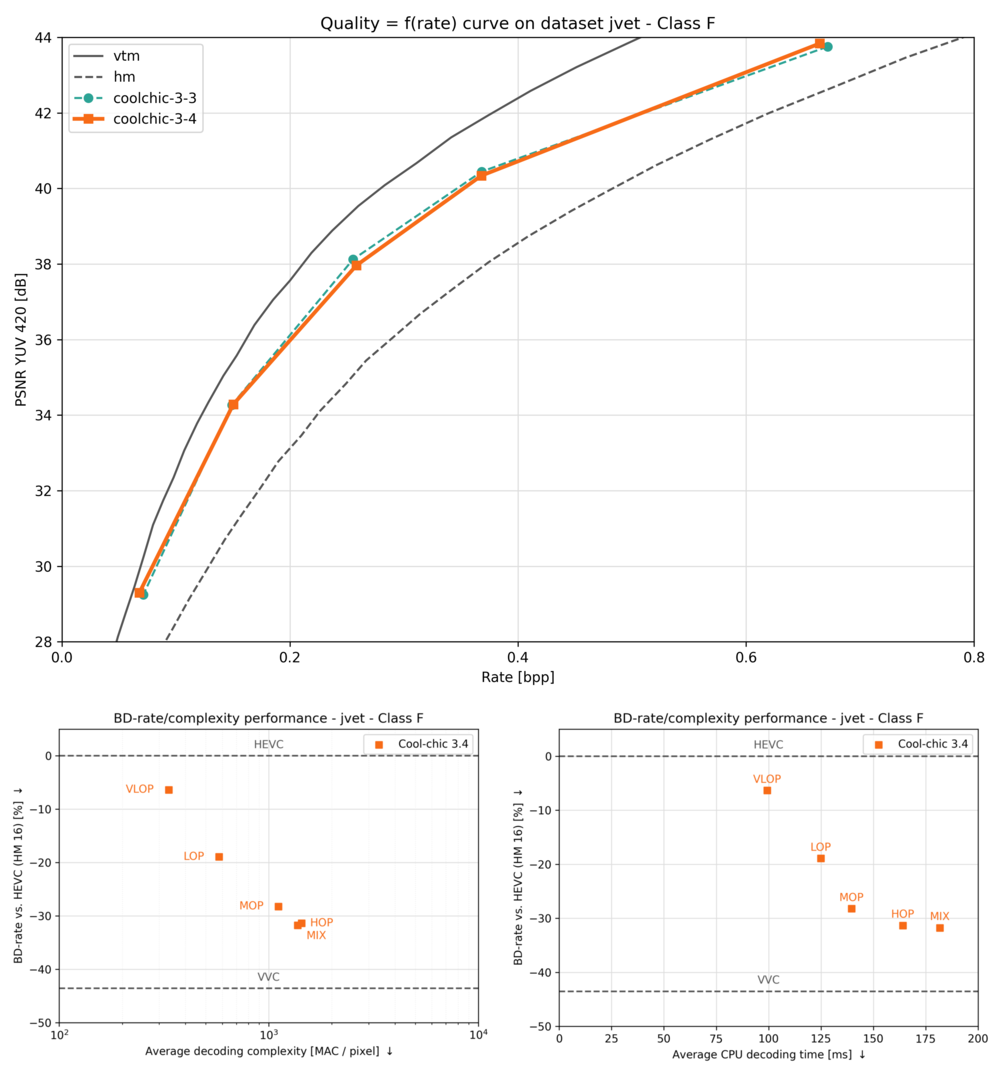 Quality = f(rate) curve on dataset jvet - Class F
44
42
40
38
36
34
32
30
28
PSNR YUV 420 [dB]
vtm
hm
coolchic-3-3
coolchic-3-4
0.0 0.2 0.4 0.6 0.8
Rate [bpp]
BD-rate/complexity performance - jvet - Class F
HEVC
Cool-chic 3.4
0
−10
−20
−30
−40
−50
BD-rate vs. HEVC (HM 16) [%] ↓
VLOP
LOP
MOP
HOP
MIX
VVC
10² 10³ 10⁴
Average decoding complexity [MAC / pixel] ↓
BD-rate/complexity performance - jvet - Class F
HEVC
Cool-chic 3.4
0
−10
−20
−30
−40
−50
BD-rate vs. HEVC (HM 16) [%] ↓
VLOP
LOP
MOP
HOP MIX
VVC
0 25 50 75 100 125 150 175 200
Average CPU decoding time [ms] ↓